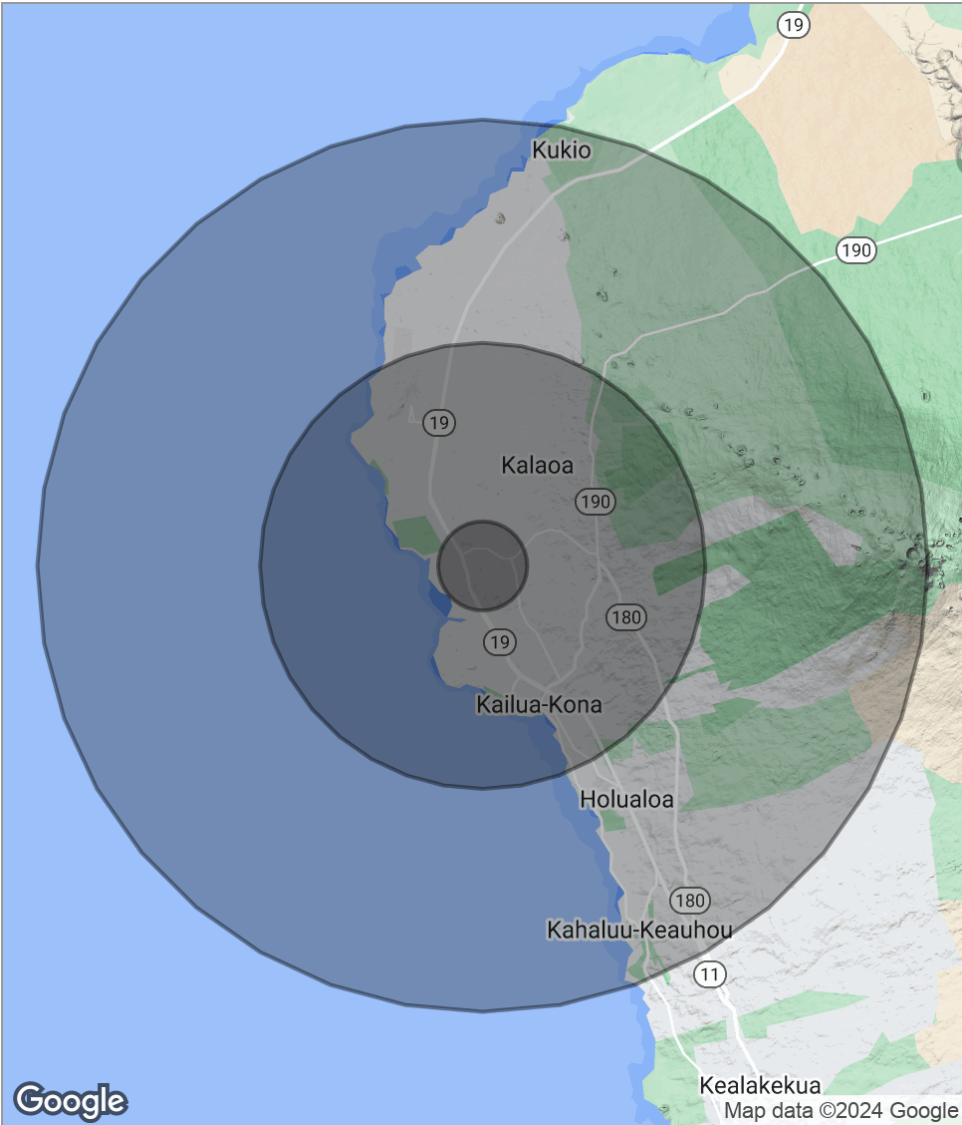 19
Kukio
190
19
Kalaoa
190
180
19
Kailua-Kona
Holualoa
180
Kahaluu-Keauhou
11
Kealakekua
Google
Map data ©2024 Google